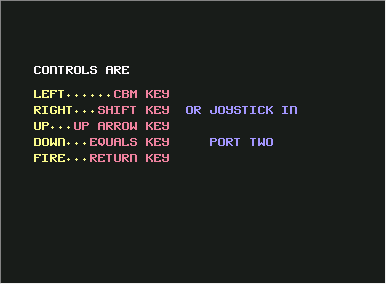 CONTROLS ARE
LEFT......CBM KEY
RIGHT...SHIFT KEY  OR JOYSTICK IN
UP...UP ARROW KEY
DOWN...EQUALS KEY     PORT TWO
FIRE...RETURN KEY